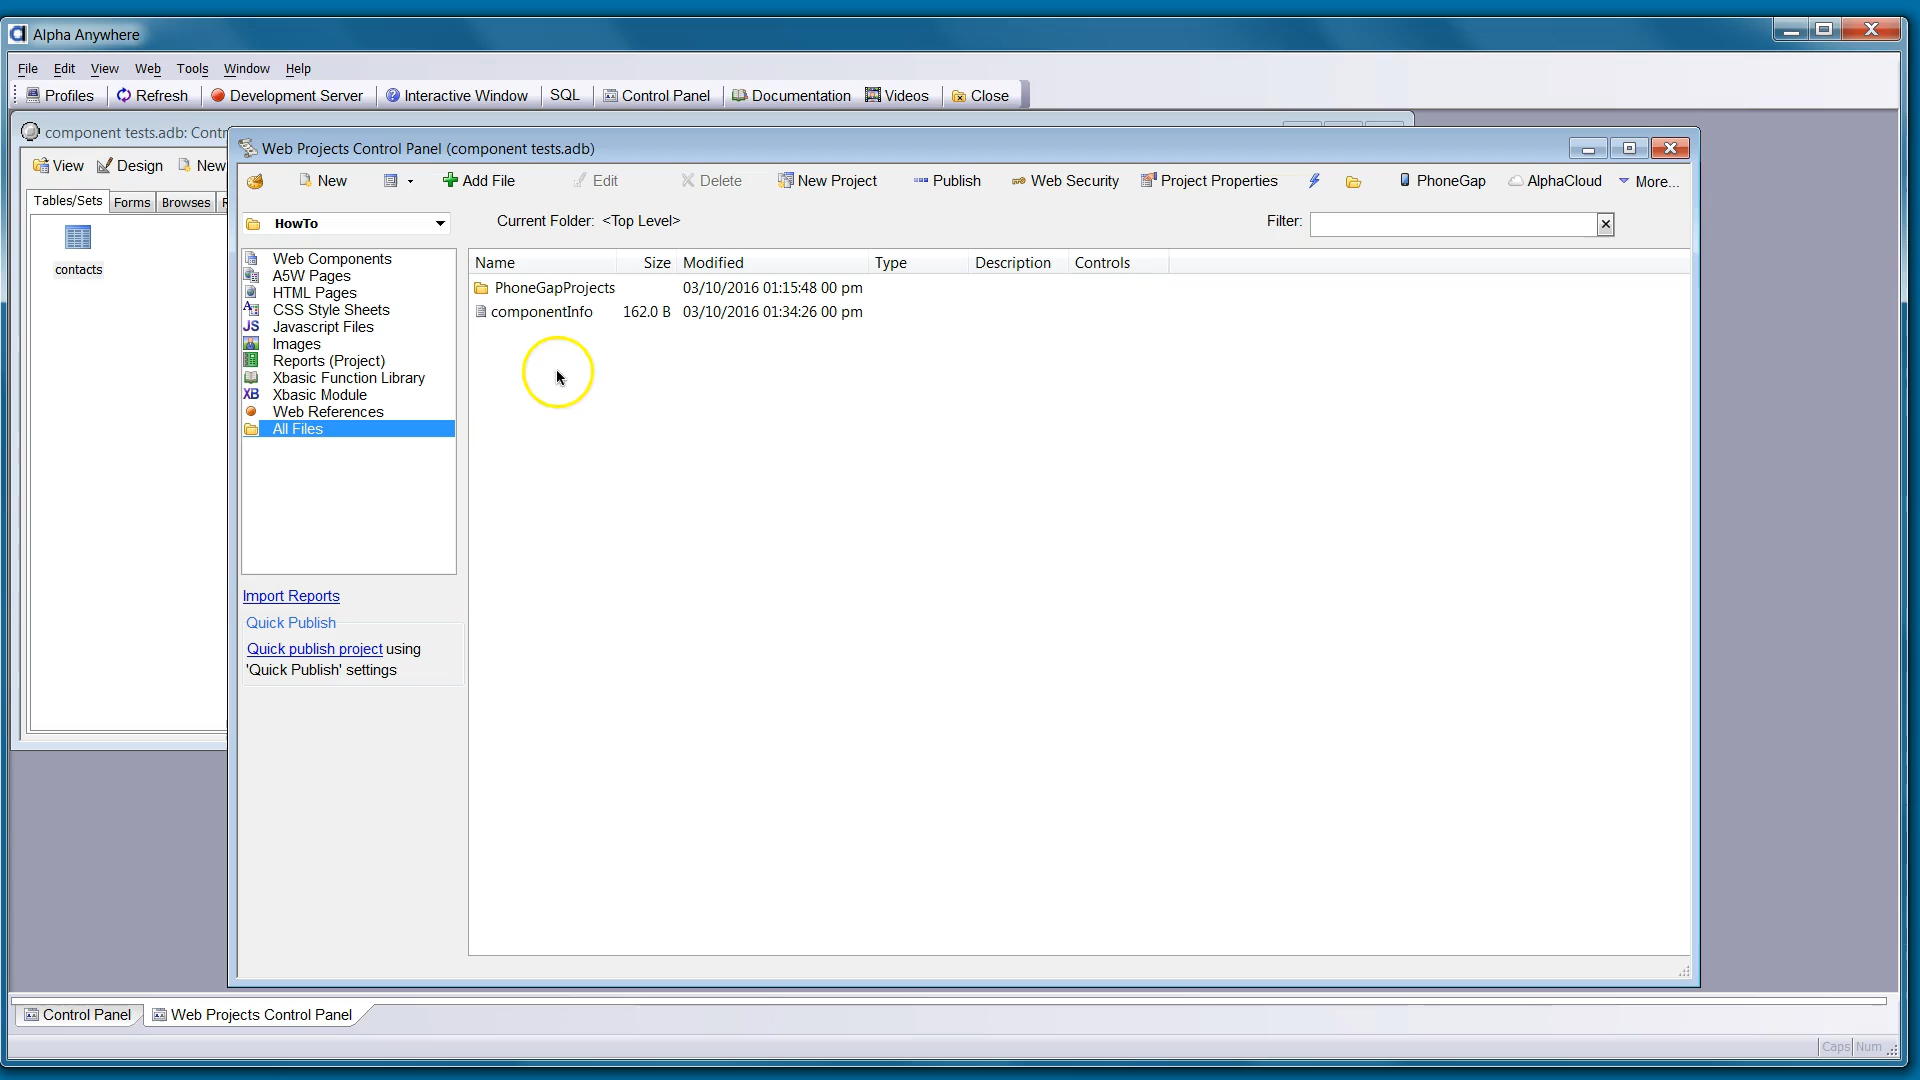 Alpha Anywhere
File Edit View Web Tools Window Help
Profiles Refresh Development Server Interactive Window SQL Control Panel Documentation Videos Close
component tests.adb: Contr
View Design New
Tables/Sets Forms Browses
contacts
Web Projects Control Panel (component tests.adb)
New Add File Edit Delete New Project Publish Web Security Project Properties PhoneGap AlphaCloud More...
HowTo
Current Folder: <Top Level>
Filter:
Web Components
A5W Pages
HTML Pages
CSS Style Sheets
JS Javascript Files
Images
Reports (Project)
Xbasic Function Library
XB Xbasic Module
Web References
All Files
Name Size Modified Type Description Controls
PhoneGapProjects 03/10/2016 01:15:48 00 pm
componentInfo 162.0 B 03/10/2016 01:34:26 00 pm
Import Reports
Quick Publish
Quick publish project using
'Quick Publish' settings
Control Panel Web Projects Control Panel
Caps Num